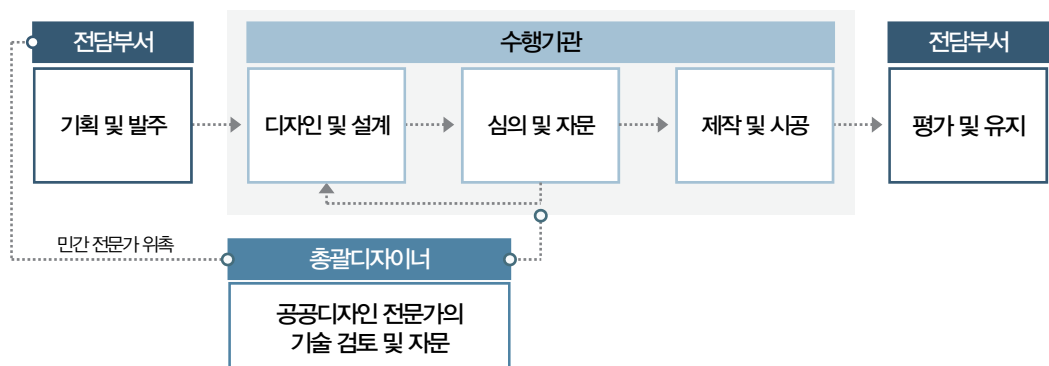 전담부서
수행기관
전담부서
기획 및 발주
디자인 및 설계
심의 및 자문
제작 및 시공
평가 및 유지
민간 전문가 위촉
총괄디자이너
공공디자인 전문가의
기술 검토 및 자문